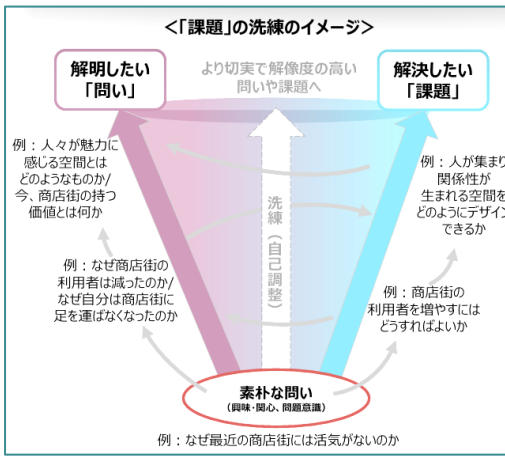 ＜「課題」の洗練のイメージ＞
解明したい
「問い」
より切実で解像度の高い
問いや課題へ
解決したい
「課題」
例：人々が魅力に
感じる空間とは
どのようなものか/
今、商店街の持つ
価値とは何か
例：人が集まり
関係性が
生まれる空間を
どのようにデザイン
できるか
洗練（自己調整）
例：なぜ商店街の
利用者は減ったのか/
なぜ自分は商店街に
足を運ばなくなったのか
例：商店街の
利用者を増やすには
どうすればよいか
素朴な問い
（興味・関心、問題意識）
例：なぜ最近の商店街には活気がないのか